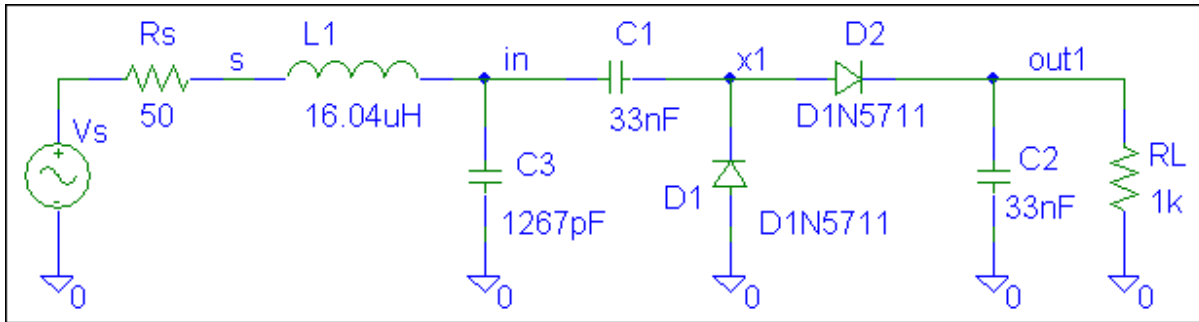 Rs
s
50
Vs
0
L1
16.04uH
in
C3
1267pF
0
C1
33nF
x1
D1
D1N5711
0
D2
D1N5711
out1
C2
33nF
0
RL
1k
0